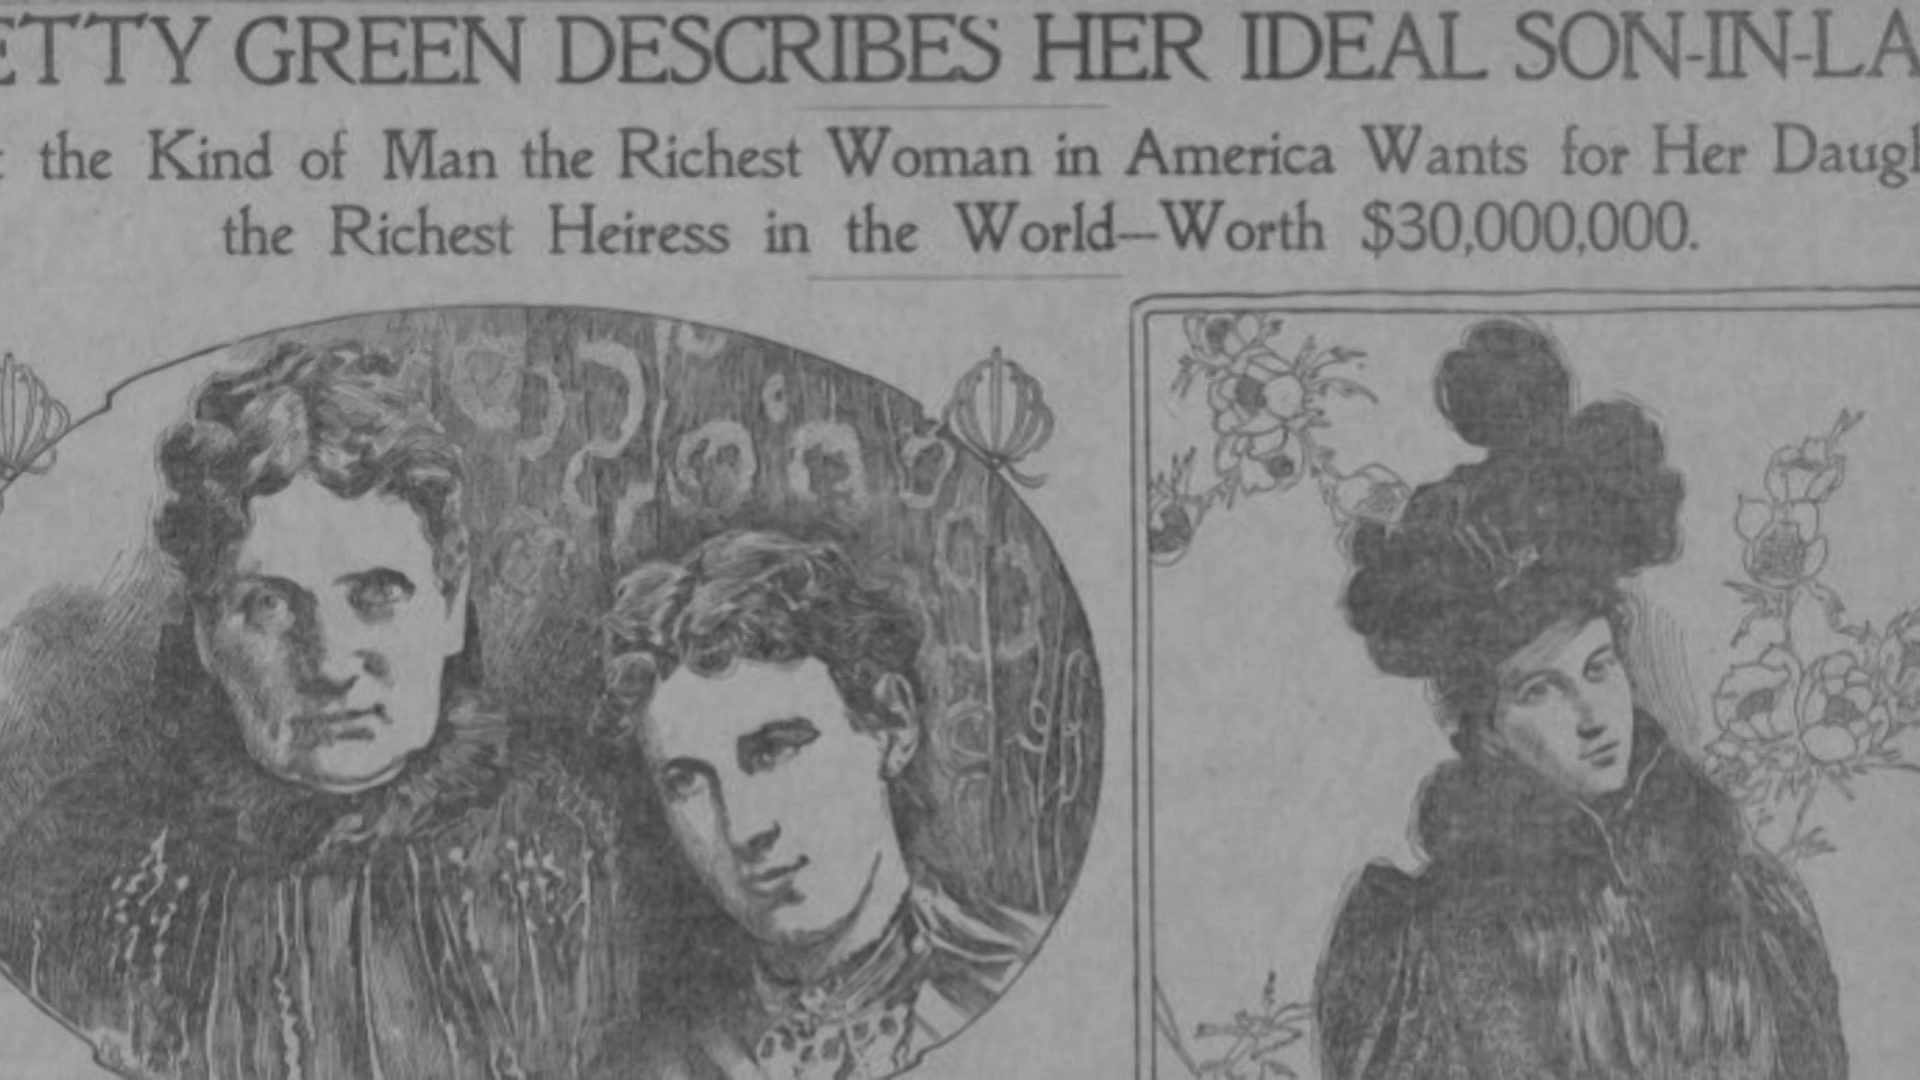 ETTY GREEN DESCRIBES HER IDEAL SON-IN-LA
the Kind of Man the Richest Woman in America Wants for Her Daugh
the Richest Heiress in the World—Worth $30,000,000.